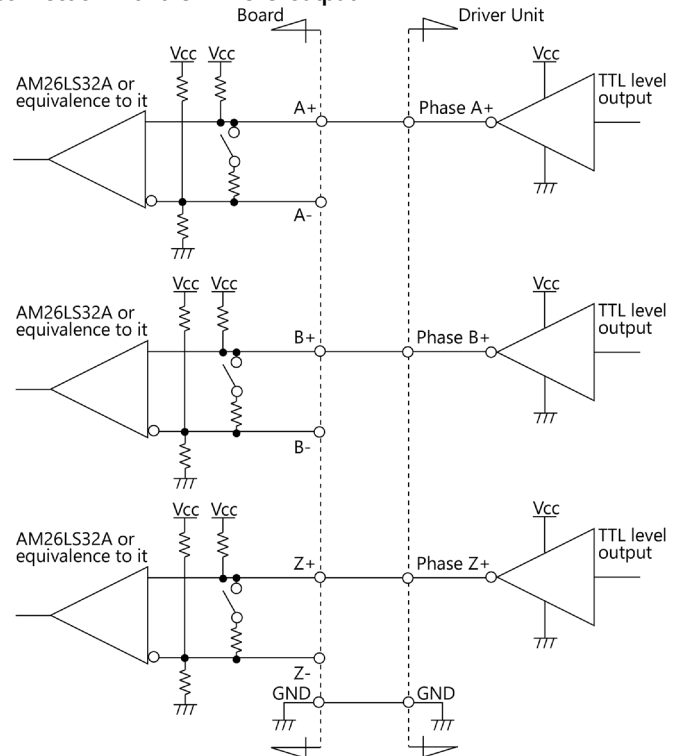 Board
Driver Unit
Vcc Vcc
Vcc
AM26LS32A or
equivalence to it
A+
Phase A+
TTL level
output
A-
Vcc Vcc
Vcc
AM26LS32A or
equivalence to it
B+
Phase B+
TTL level
output
B-
Vcc Vcc
Vcc
AM26LS32A or
equivalence to it
Z+
Phase Z+
TTL level
output
Z-
GND
GND